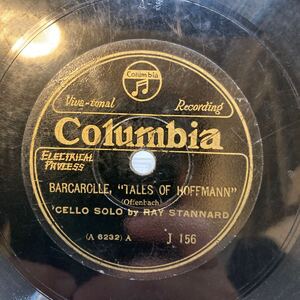 Columbia
Viva-tonal Recording
Columbia
ELECTRICAL
PROCESS
BARCAROLLE, "TALES OF HOFFMANN"
(Offenbach)
'CELLO SOLO by RAY STANNARD
(A 6232) A J 156